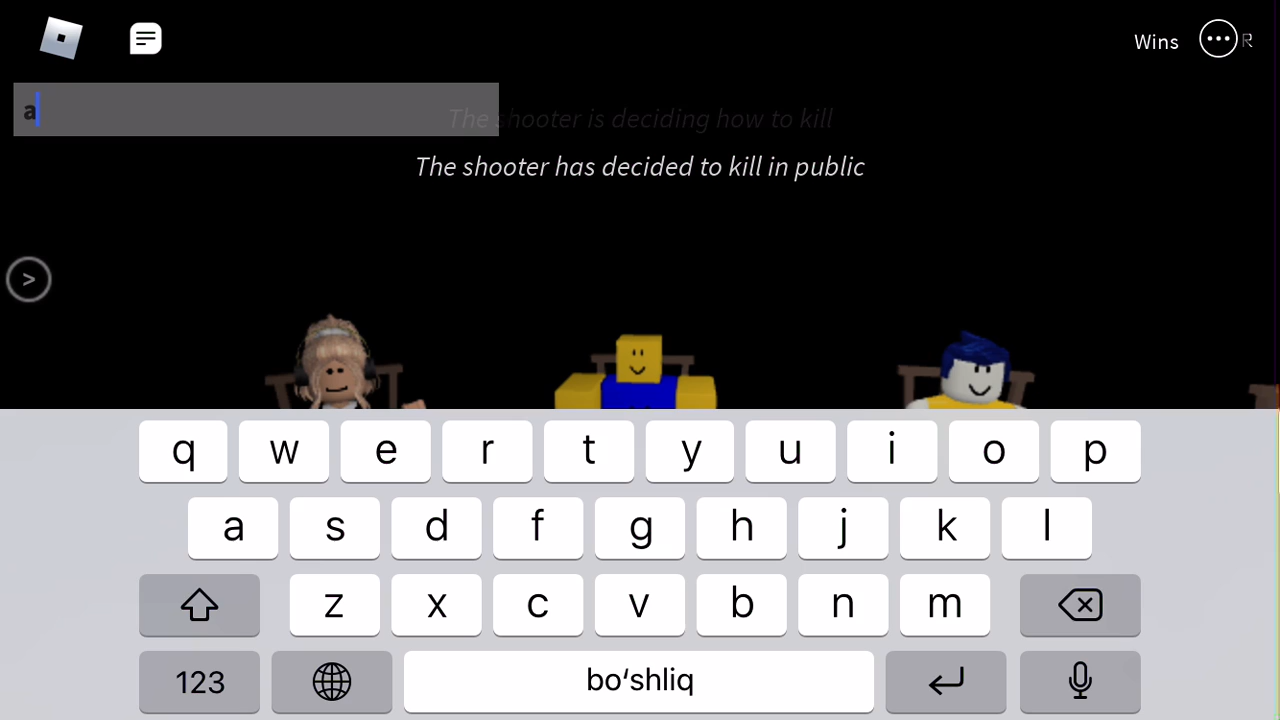 Wins
R
a
The shooter is deciding how to kill
The shooter has decided to kill in public
>
q w e r t y u i o p
a s d f g h j k l
z x c v b n m
123 bo‘shliq